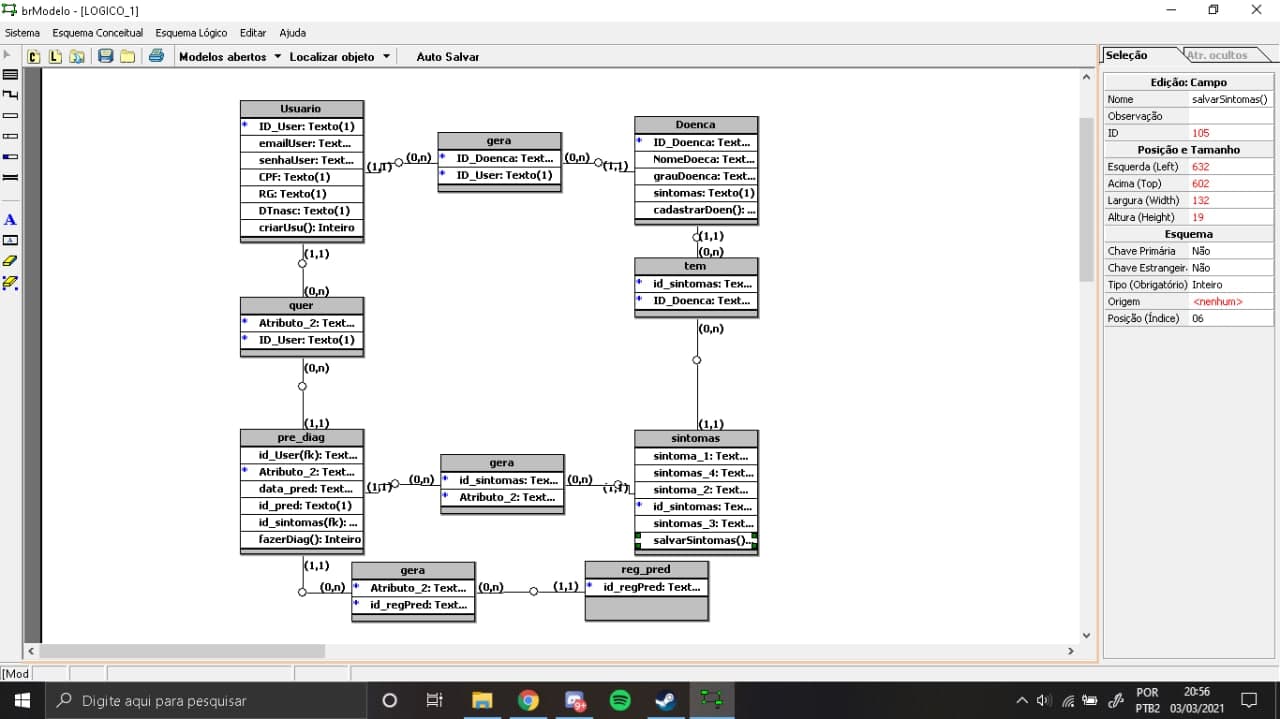 brModelo - [LOGICO_1]
Sistema Esquema Conceitual Esquema Lógico Editar Ajuda
C L Modelos abertos Localizar objeto Auto Salvar
Seleção Atr. ocultos
Edição: Campo
Nome salvarSintomas()
Observação
ID 105
Posição e Tamanho
Esquerda (Left) 632
Acima (Top) 602
Largura (Width) 132
Altura (Height) 19
Esquema
Chave Primária Não
Chave Estrangeir. Não
Tipo (Obrigatório) Inteiro
Origem <nenhum>
Posição (Índice) 06
A
Usuario
* ID_User: Texto(1)
emailUser: Text...
senhaUser: Text...
CPF: Texto(1)
RG: Texto(1)
DTnasc: Texto(1)
criarUsu(): Inteiro
(1,1) (0,n)
gera
* ID_Doenca: Text...
* ID_User: Texto(1)
(0,n) (1,1)
Doenca
* ID_Doenca: Text...
NomeDoeca: Text...
grauDoenca: Text...
sintomas: Texto(1)
cadastrarDoen(): ...
(1,1)
(0,n)
quer
* Atributo_2: Text...
* ID_User: Texto(1)
(0,n)
(1,1)
(1,1)
(0,n)
tem
* id_sintomas: Tex...
* ID_Doenca: Text...
(0,n)
(1,1)
pre_diag
id_User(fk): Text...
* Atributo_2: Text...
data_pred: Text...
id_pred: Texto(1)
id_sintomas(fk): ...
fazerDiag(): Inteiro
(1,1) (0,n)
gera
* id_sintomas: Tex...
* Atributo_2: Text...
(0,n) (1,1)
sintomas
sintoma_1: Text...
sintomas_4: Text...
sintoma_2: Text...
* id_sintomas: Tex...
sintomas_3: Text...
salvarSintomas()...
(1,1)
(0,n)
gera
* Atributo_2: Text...
* id_regPred: Text...
(0,n) (1,1)
reg_pred
* id_regPred: Text...
[Mod
Digite aqui para pesquisar
9+
POR
PTB2
20:56
03/03/2021